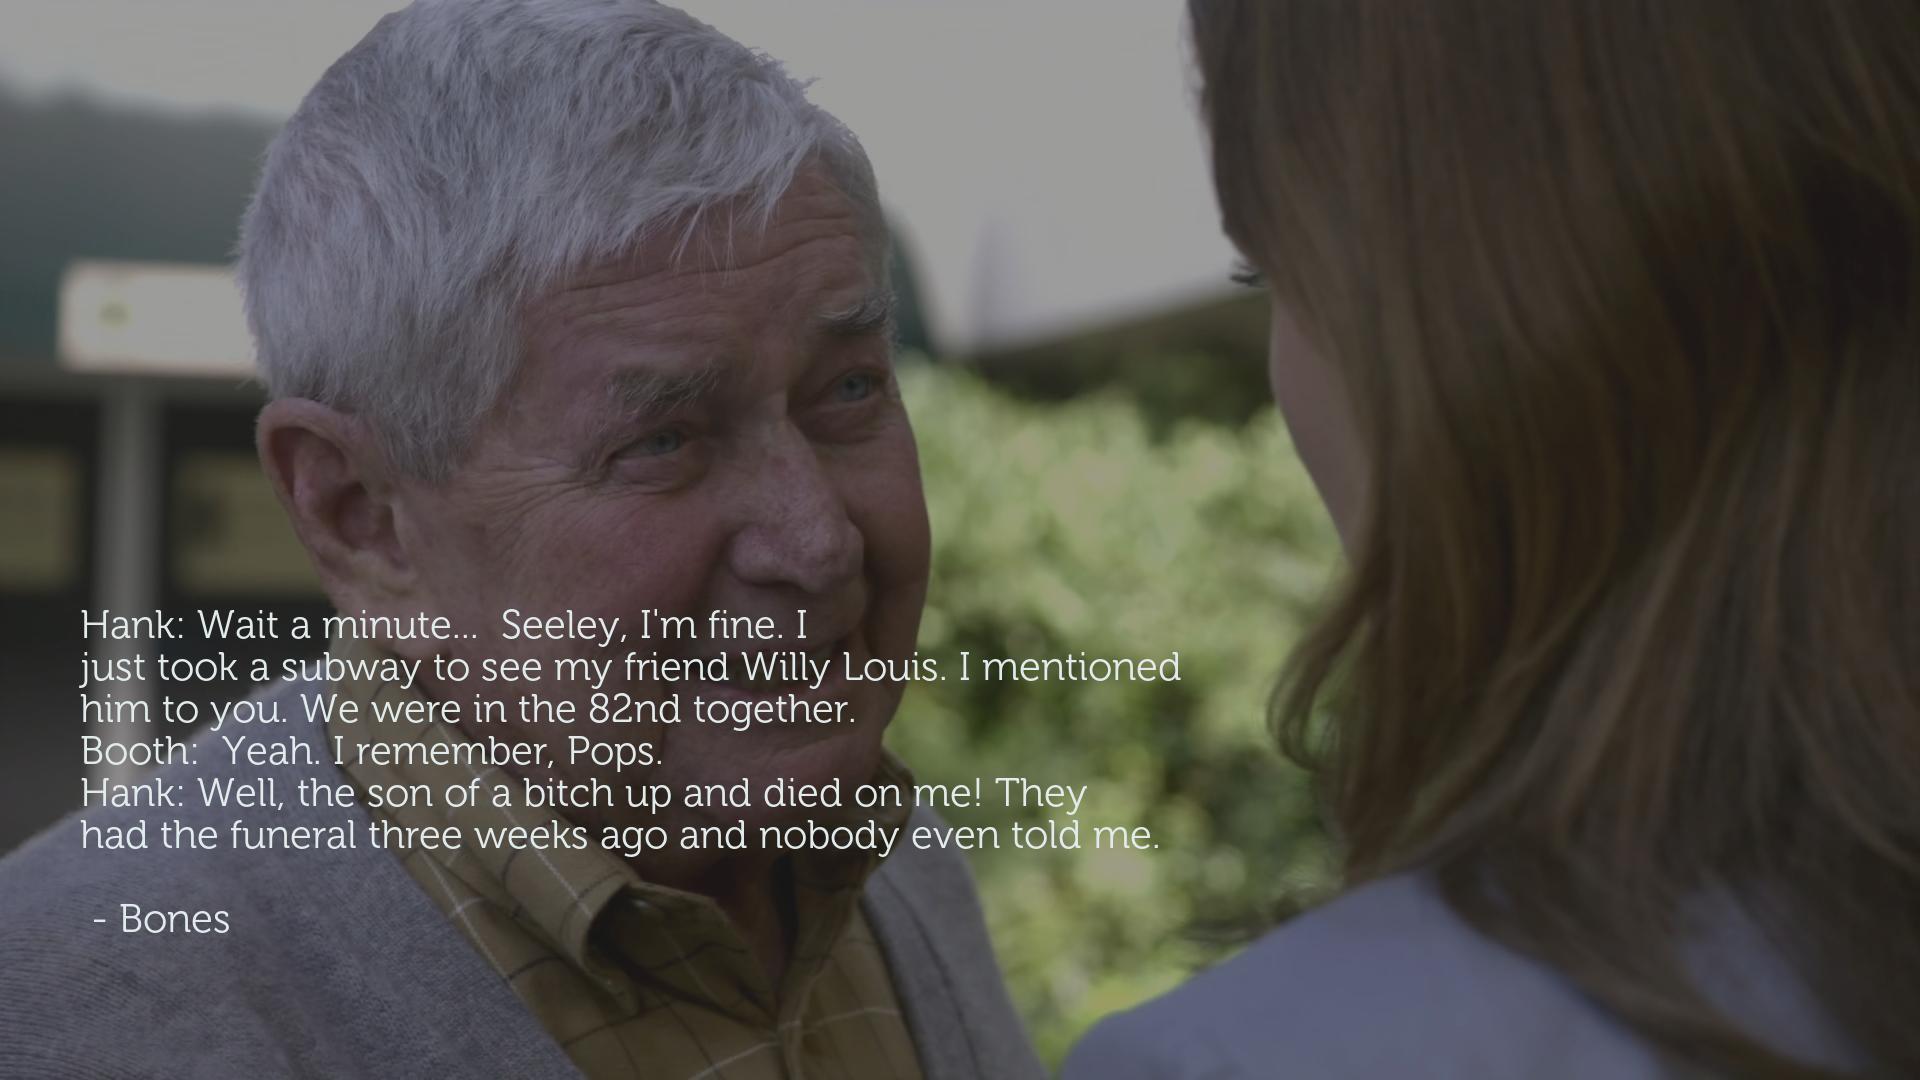 Hank: Wait a minute...  Seeley, I'm fine. I
just took a subway to see my friend Willy Louis. I mentioned
him to you. We were in the 82nd together.
Booth:  Yeah. I remember, Pops.
Hank: Well, the son of a bitch up and died on me! They
had the funeral three weeks ago and nobody even told me.
- Bones